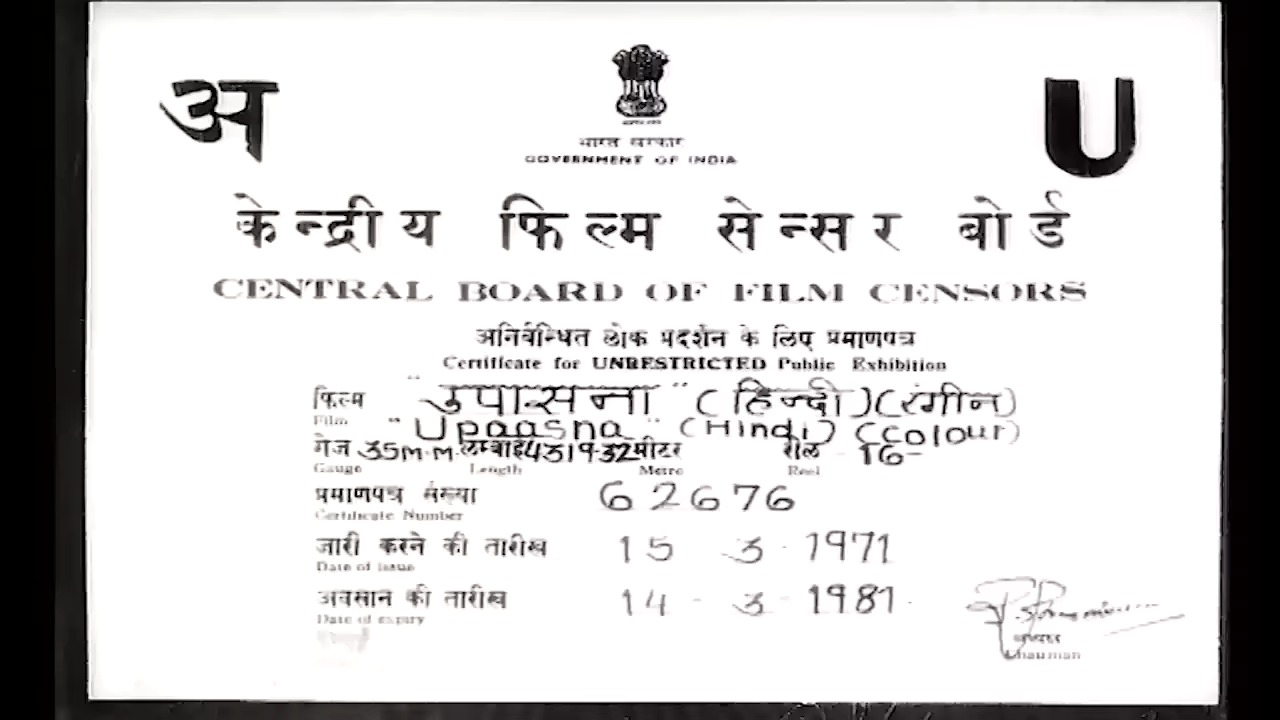 अ
U
भारत सरकार
GOVERNMENT OF INDIA
केन्द्रीय फिल्म सेन्सर बोर्ड
CENTRAL BOARD OF FILM CENSORS
अनिर्बन्धित लोक प्रदर्शन के लिए प्रमाणपत्र
Certificate for UNRESTRICTED Public Exhibition
फिल्म "उपासना" (हिन्दी) (रंगीन)
Film "Upaasna" (Hindi) (Colour)
गेज 35m.m. लम्बाई 4319.32 मीटर रील 16
Gauge Length Metre Reel
प्रमाणपत्र संख्या 62676
Certificate Number
जारी करने की तारीख 15 3 1971
Date of issue
अवसान की तारीख 14 - 3 - 1981
Date of expiry
अध्यक्ष
Chairman